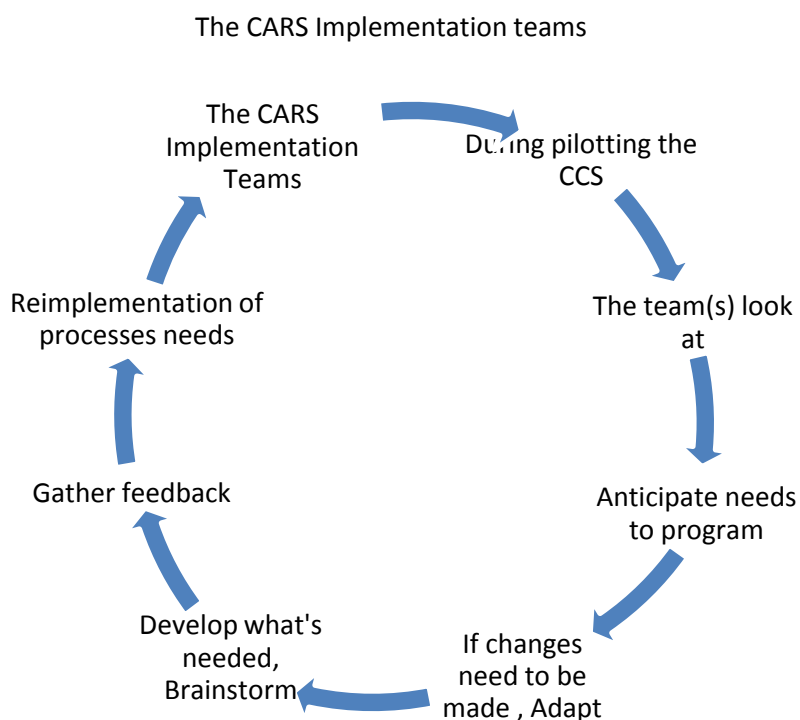 The CARS Implementation teams
The CARS
Implementation
Teams
During pilotting the
CCS
The team(s) look
at
Anticipate needs
to program
If changes
need to be
made , Adapt
Develop what's
needed,
Brainstorm
Gather feedback
Reimplementation of
processes needs